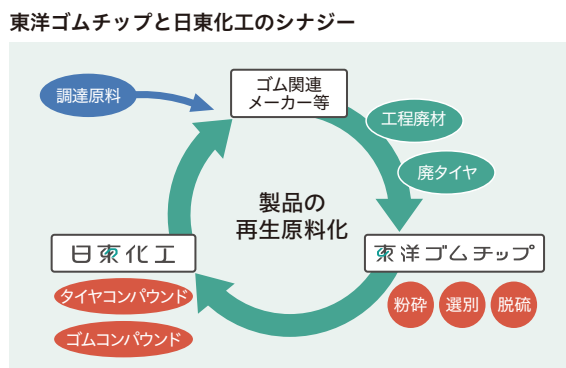 東洋ゴムチップと日東化工のシナジー
調達原料
ゴム関連
メーカー等
工程廃材
廃タイヤ
製品の
再生原料化
日東化工
東洋ゴムチップ
タイヤコンパウンド
ゴムコンパウンド
粉砕
選別
脱硫